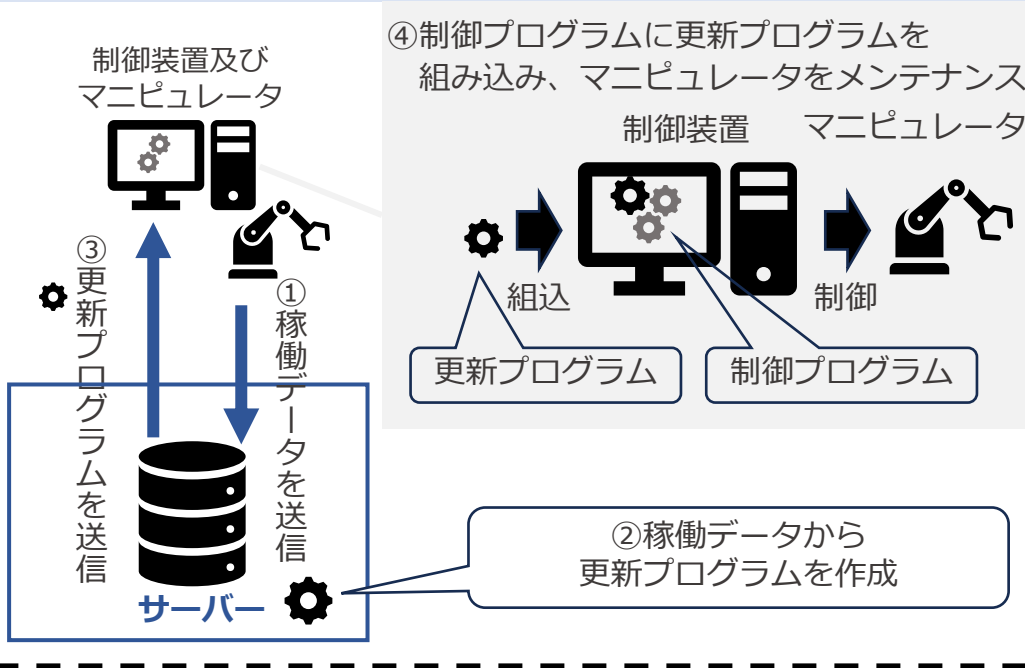 制御装置及び
マニピュレータ
③更新プログラムを送信
①稼働データを送信
サーバー
④制御プログラムに更新プログラムを
組み込み、マニピュレータをメンテナンス
制御装置
マニピュレータ
組込
制御
更新プログラム
制御プログラム
②稼働データから
更新プログラムを作成